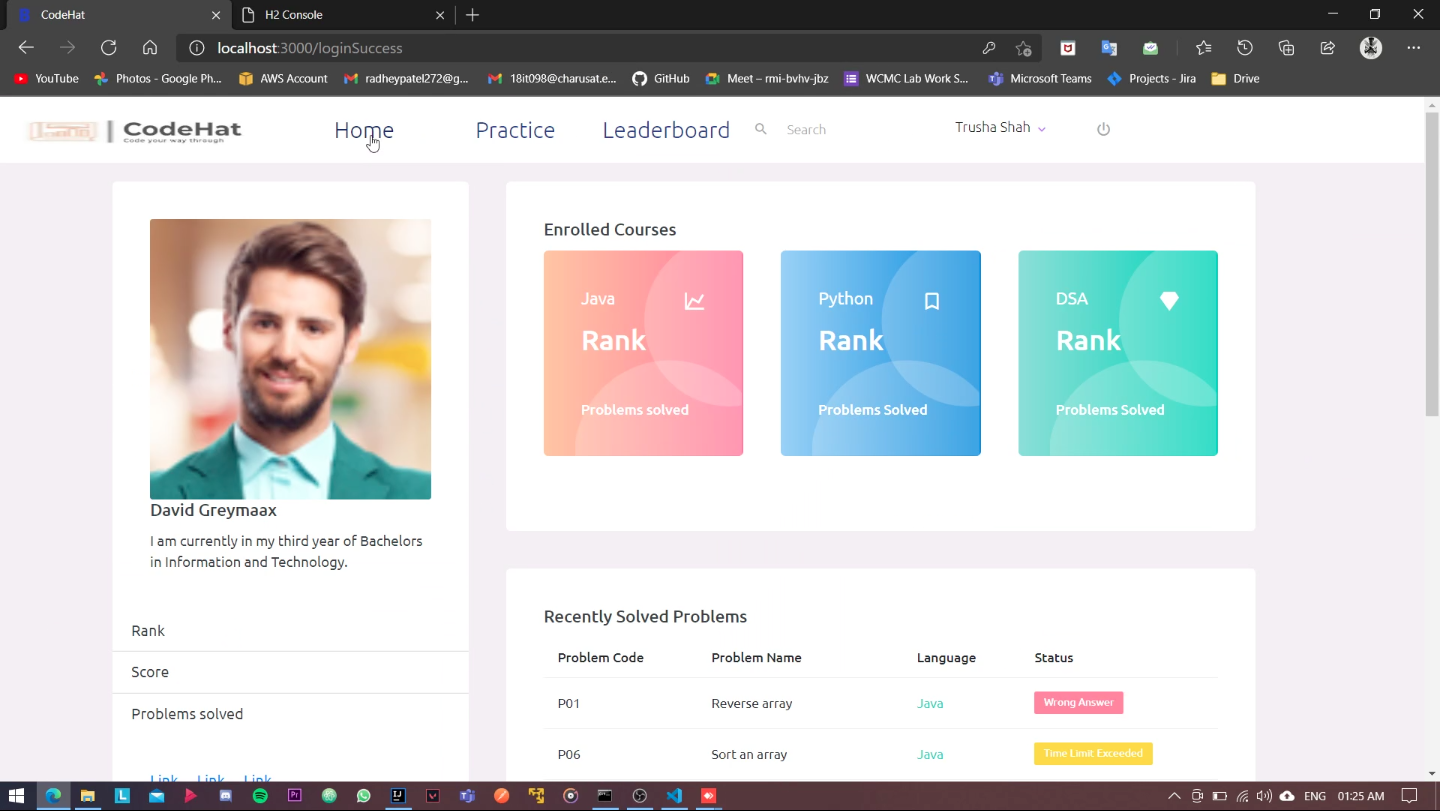 CodeHat
H2 Console
localhost:3000/loginSuccess
YouTube
Photos - Google Ph...
AWS Account
radheypatel272@g...
18it098@charusat.e...
GitHub
Meet – rmi-bvhv-jbz
WCMC Lab Work S...
Microsoft Teams
Projects - Jira
Drive
CodeHat
Code your way through
Home
Practice
Leaderboard
Search
Trusha Shah
David Greymaax
I am currently in my third year of Bachelors
in Information and Technology.
Rank
Score
Problems solved
Link Link Link
Enrolled Courses
Java
Rank
Problems solved
Python
Rank
Problems Solved
DSA
Rank
Problems Solved
Recently Solved Problems
Problem Code Problem Name Language Status
P01 Reverse array Java Wrong Answer
P06 Sort an array Java Time Limit Exceeded
ENG 01:25 AM